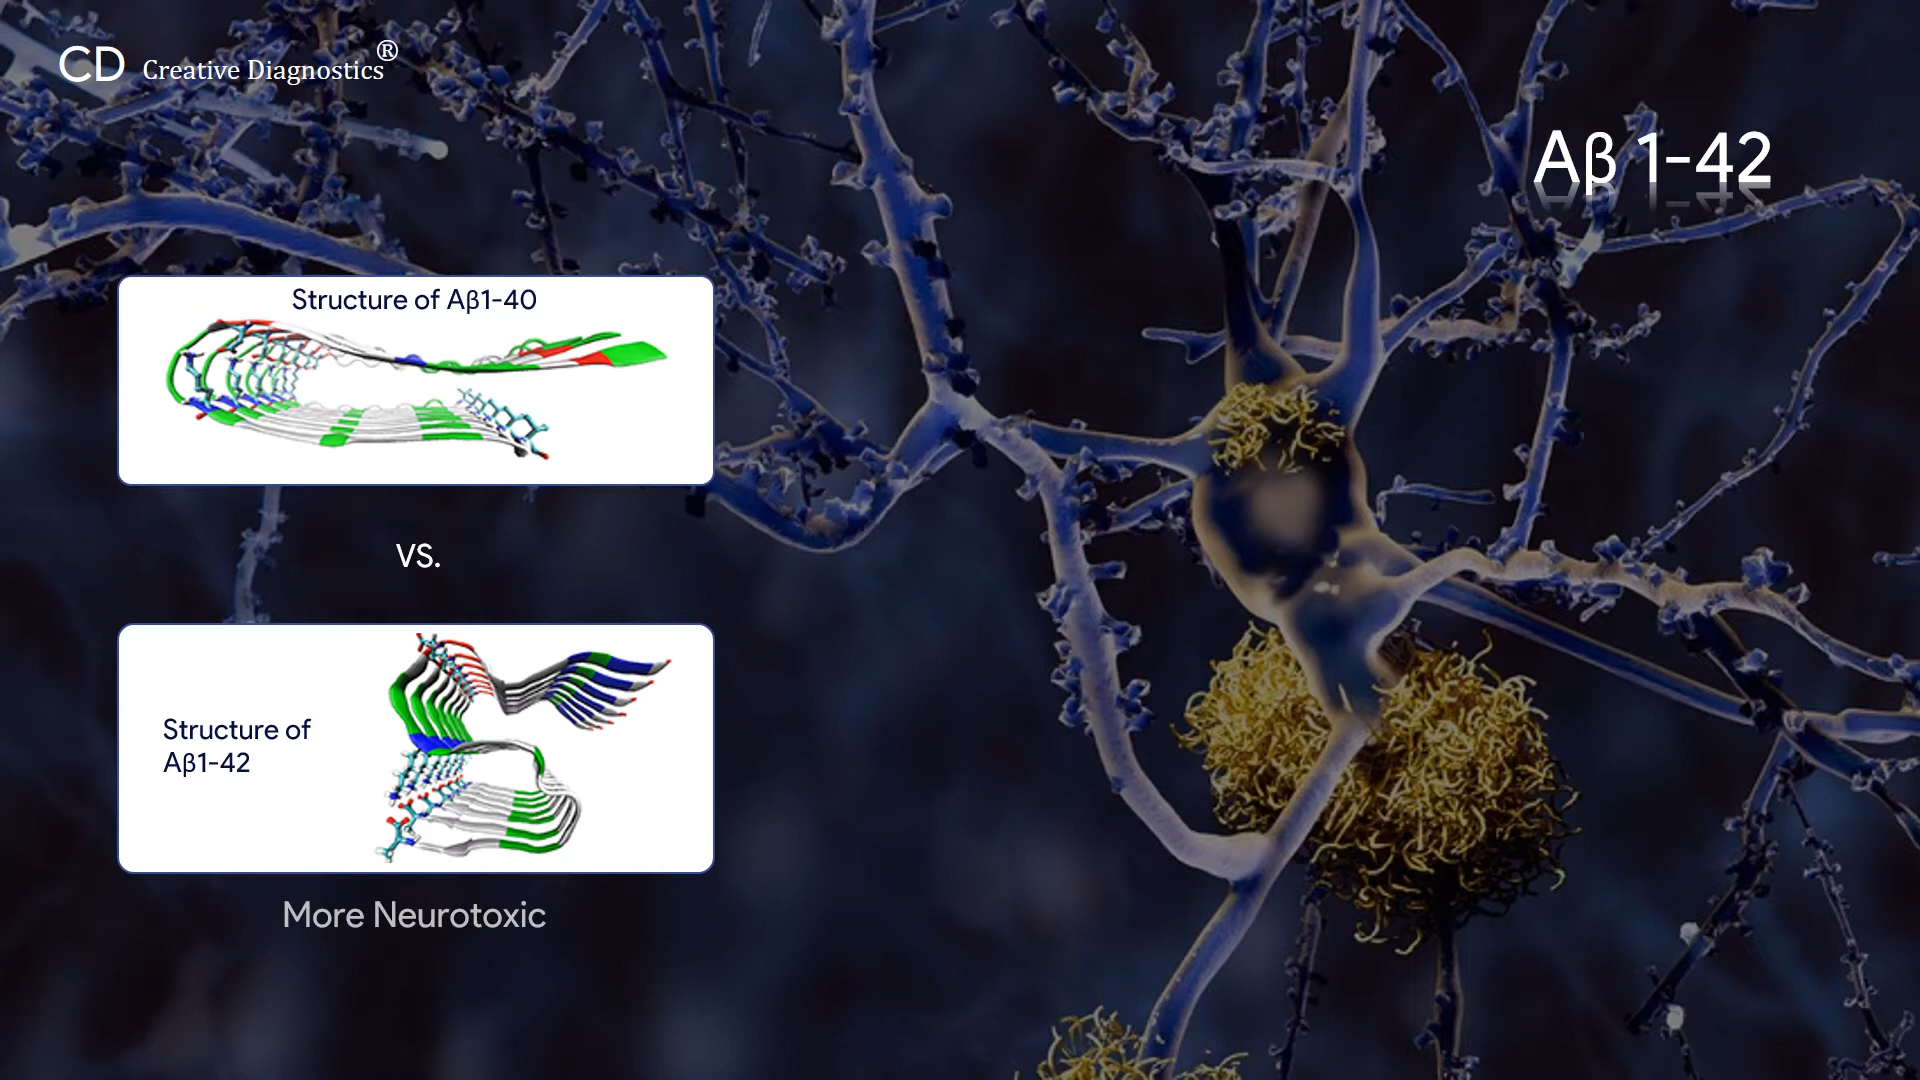 CD Creative Diagnostics®
Aβ 1-42
Structure of Aβ1-40
VS.
Structure of
Aβ1-42
More Neurotoxic